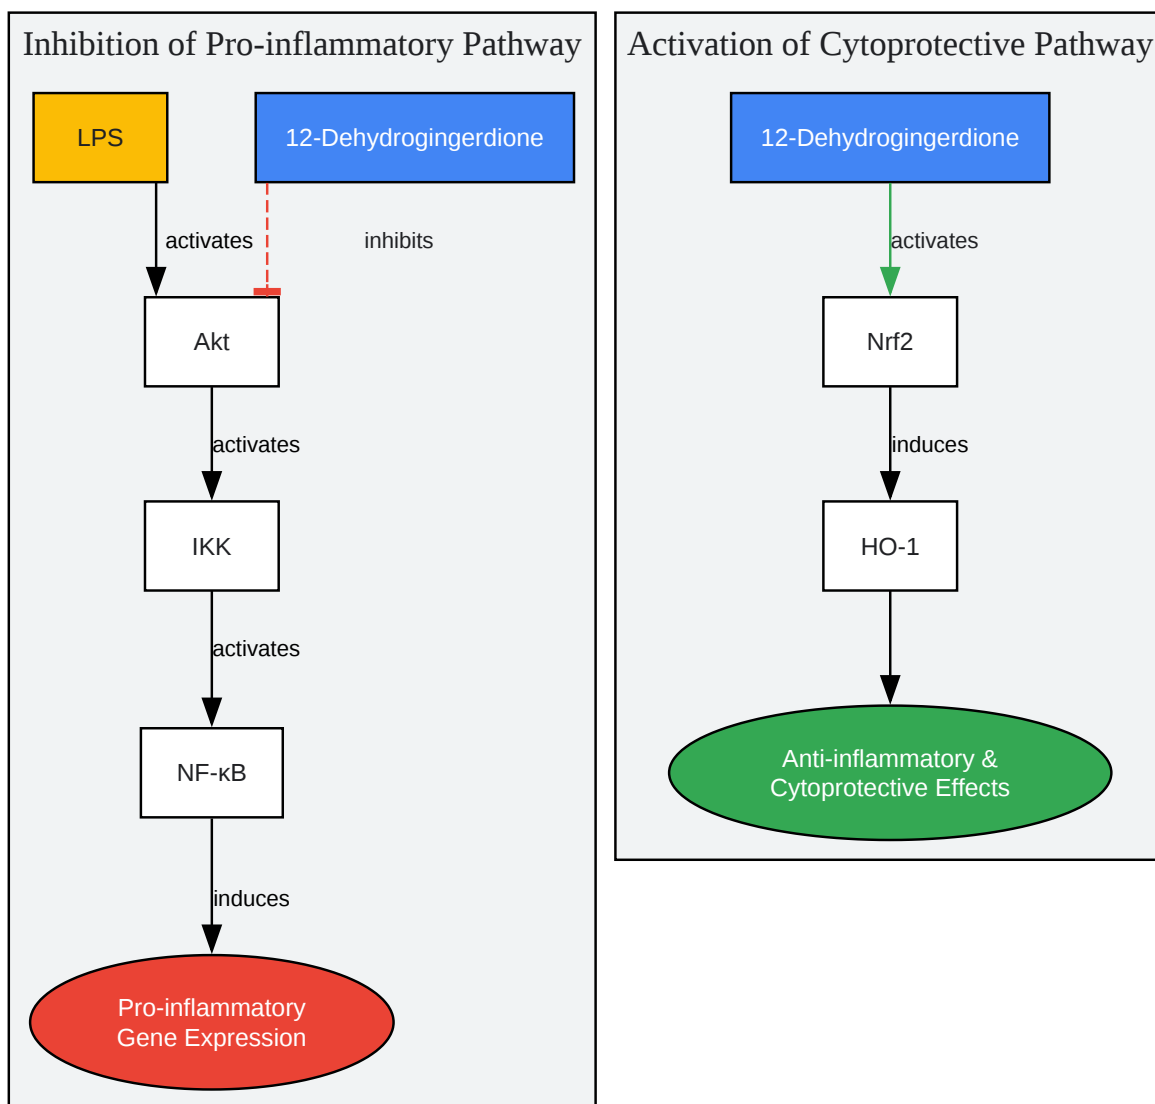 Inhibition of Pro-inflammatory Pathway
LPS
12-Dehydrogingerdione
activates
inhibits
Akt
activates
IKK
activates
NF-κB
induces
Pro-inflammatory
Gene Expression
Activation of Cytoprotective Pathway
12-Dehydrogingerdione
activates
Nrf2
induces
HO-1
Anti-inflammatory &
Cytoprotective Effects